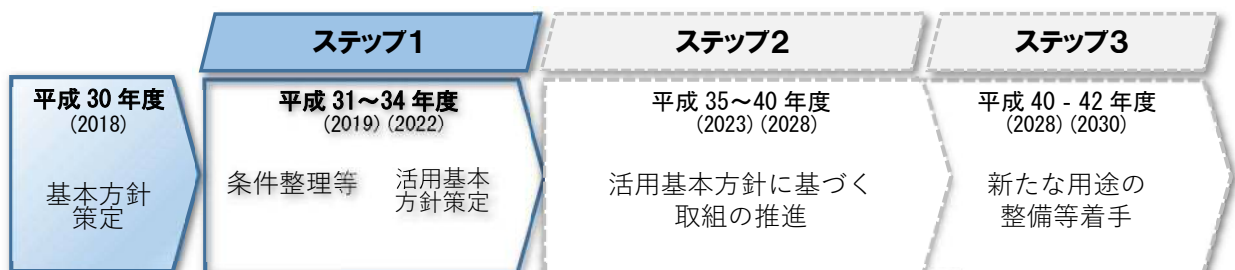 ステップ1
ステップ2
ステップ3
平成 30 年度
(2018)
基本方針
策定
平成 31～34 年度
(2019) (2022)
条件整理等
活用基本
方針策定
平成 35～40 年度
(2023) (2028)
活用基本方針に基づく
取組の推進
平成 40 - 42 年度
(2028) (2030)
新たな用途の
整備等着手